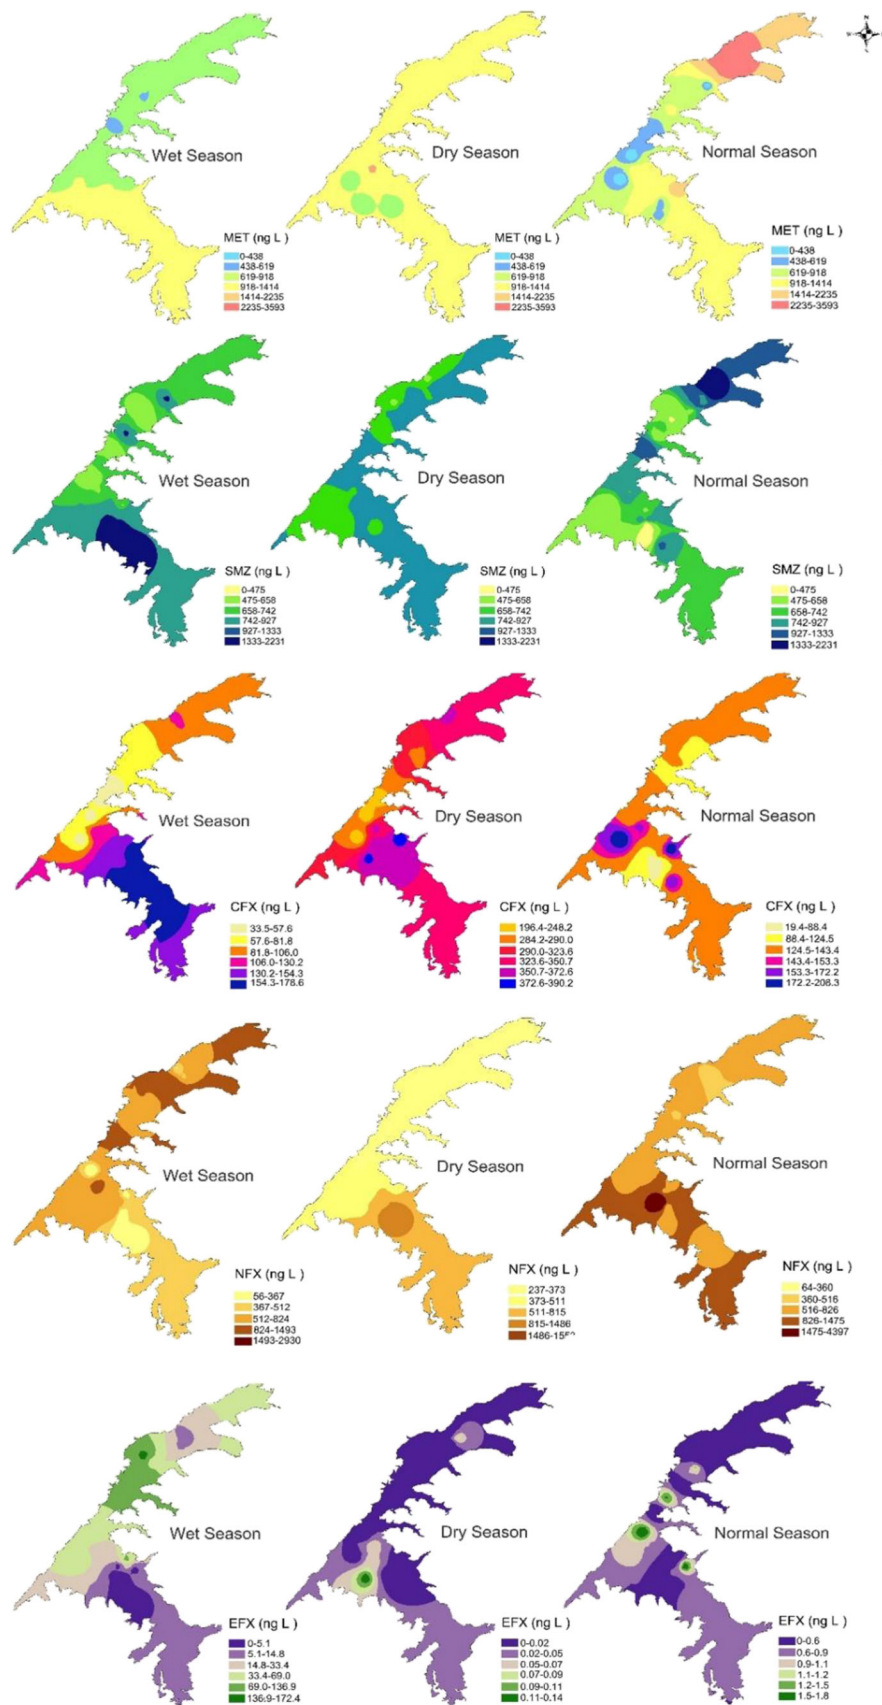 N
Wet Season
Dry Season
Normal Season
MET (ng L )
0-438
438-619
619-918
918-1414
1414-2235
2235-3593
MET (ng L )
0-438
438-619
619-918
918-1414
1414-2235
2235-3593
MET (ng L )
0-438
438-619
619-918
918-1414
1414-2235
2235-3593
Wet Season
Dry Season
Normal Season
SMZ (ng L )
0-475
475-658
658-742
742-927
927-1333
1333-2231
SMZ (ng L )
0-475
475-658
658-742
742-927
927-1333
1333-2231
SMZ (ng L )
0-475
475-658
658-742
742-927
927-1333
1333-2231
Wet Season
Dry Season
Normal Season
CFX (ng L )
33.5-57.6
57.6-81.8
81.8-106.0
106.0-130.2
130.2-154.3
154.3-178.6
CFX (ng L )
196.4-248.2
284.2-290.0
290.0-323.6
323.6-350.7
350.7-372.6
372.6-390.2
CFX (ng L )
19.4-88.4
88.4-124.5
124.5-143.4
143.4-153.3
153.3-172.2
172.2-208.3
Wet Season
Dry Season
Normal Season
NFX (ng L )
56-367
367-512
512-824
824-1493
1493-2930
NFX (ng L )
237-373
373-511
511-815
815-1486
NFX (ng L )
64-360
360-516
516-826
826-1475
1475-4397
Wet Season
Dry Season
Normal Season
EFX (ng L )
0-5.1
5.1-14.8
14.8-33.4
33.4-69.0
69.0-136.9
136.9-172.4
EFX (ng L )
0-0.02
0.02-0.05
0.05-0.07
0.07-0.09
0.09-0.11
0.11-0.14
EFX (ng L )
0-0.6
0.6-0.9
0.9-1.1
1.1-1.2
1.2-1.5
1.5-1.8